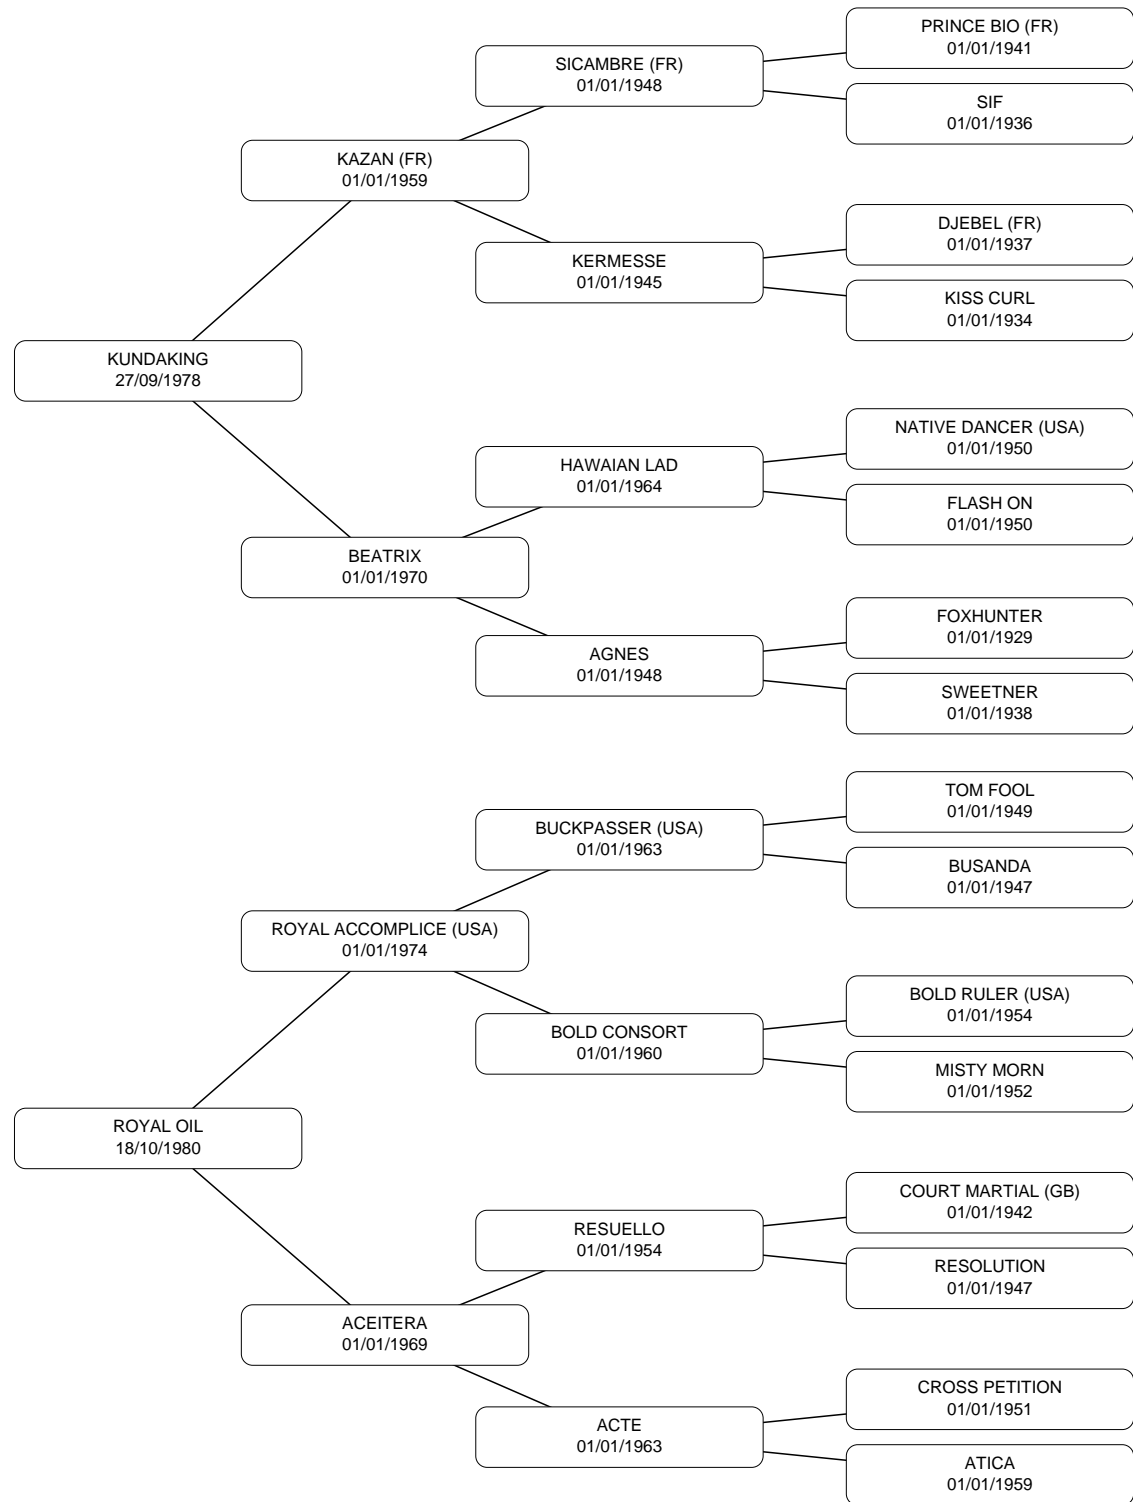 PRINCE BIO (FR)
01/01/1941
SICAMBRE (FR)
01/01/1948
SIF
01/01/1936
KAZAN (FR)
01/01/1959
DJEBEL (FR)
01/01/1937
KERMESSE
01/01/1945
KISS CURL
01/01/1934
KUNDAKING
27/09/1978
NATIVE DANCER (USA)
01/01/1950
HAWAIAN LAD
01/01/1964
FLASH ON
01/01/1950
BEATRIX
01/01/1970
FOXHUNTER
01/01/1929
AGNES
01/01/1948
SWEETNER
01/01/1938
TOM FOOL
01/01/1949
BUCKPASSER (USA)
01/01/1963
BUSANDA
01/01/1947
ROYAL ACCOMPLICE (USA)
01/01/1974
BOLD RULER (USA)
01/01/1954
BOLD CONSORT
01/01/1960
MISTY MORN
01/01/1952
ROYAL OIL
18/10/1980
COURT MARTIAL (GB)
01/01/1942
RESUELLO
01/01/1954
RESOLUTION
01/01/1947
ACEITERA
01/01/1969
CROSS PETITION
01/01/1951
ACTE
01/01/1963
ATICA
01/01/1959